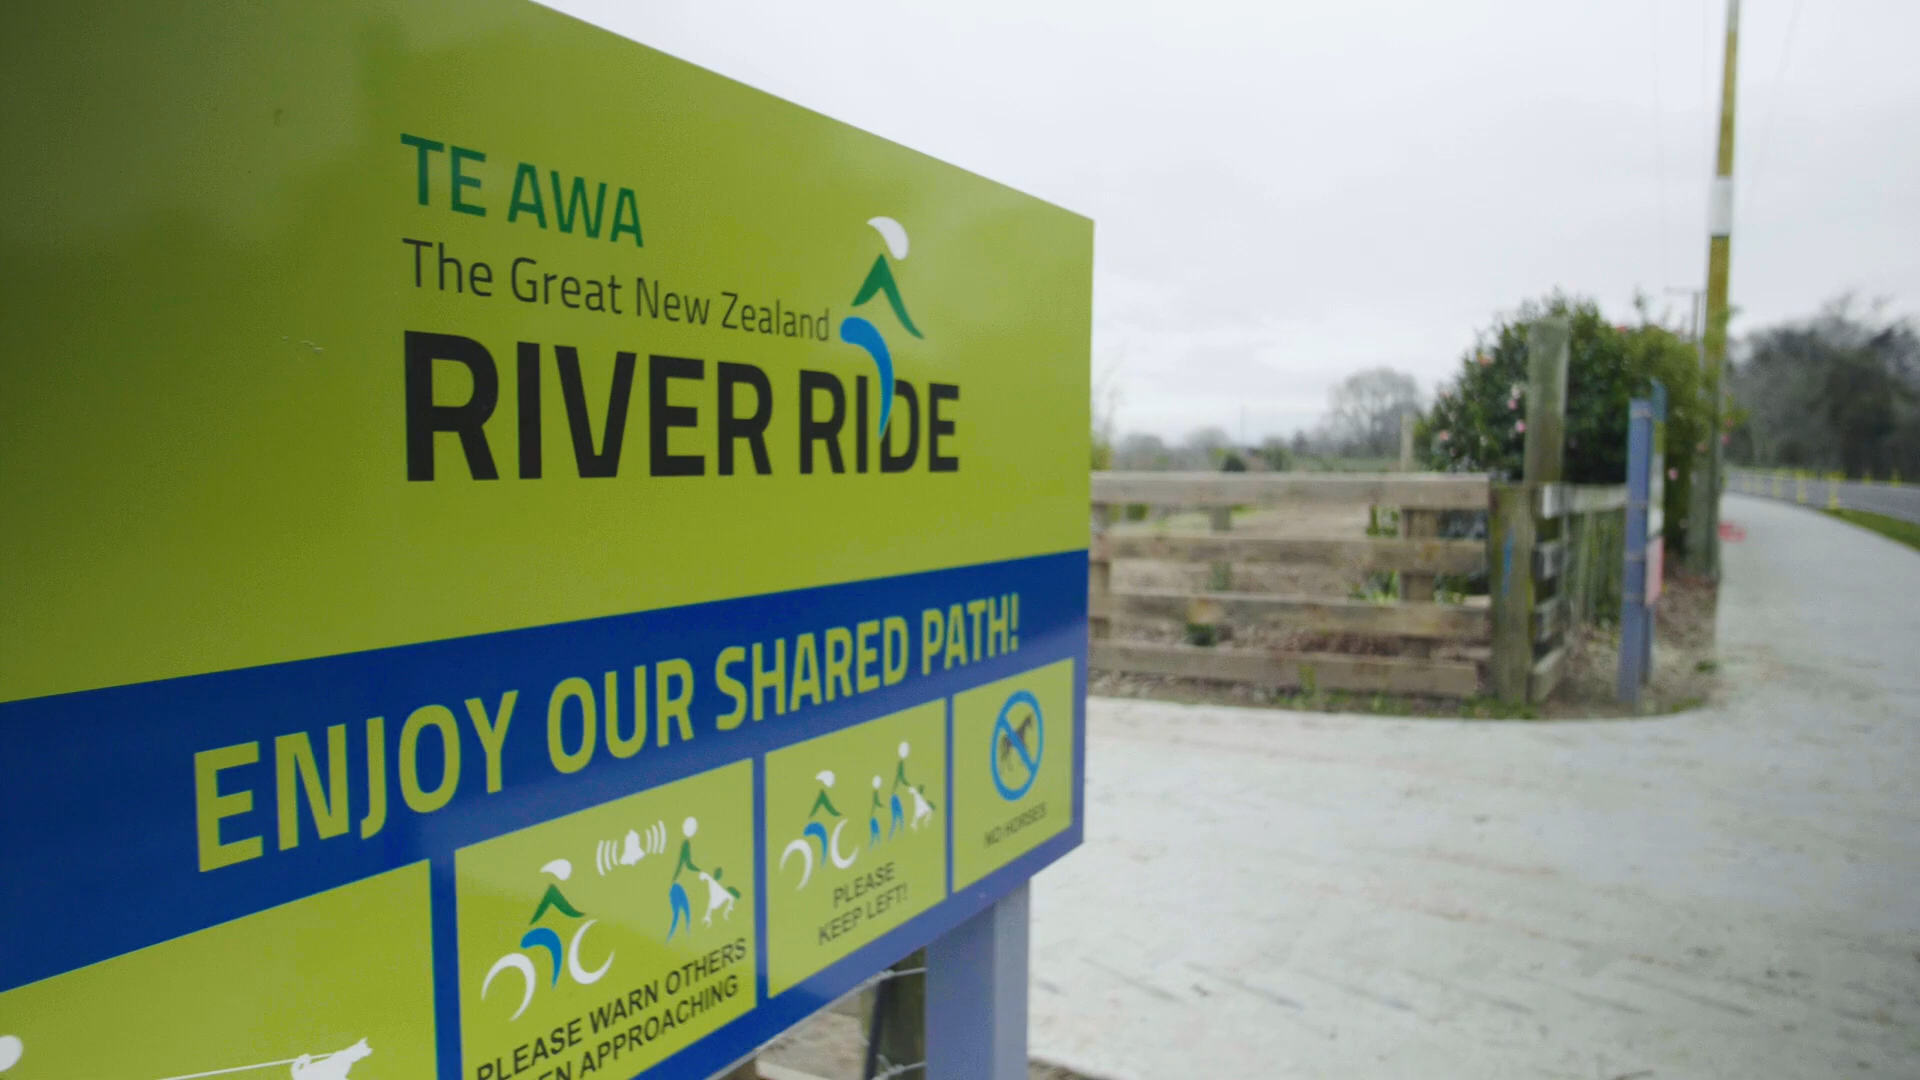 TE AWA
The Great New Zealand
RIVER RIDE
ENJOY OUR SHARED PATH!
PLEASE WARN OTHERS
EN APPROACHING
PLEASE
KEEP LEFT!
NO HORSES